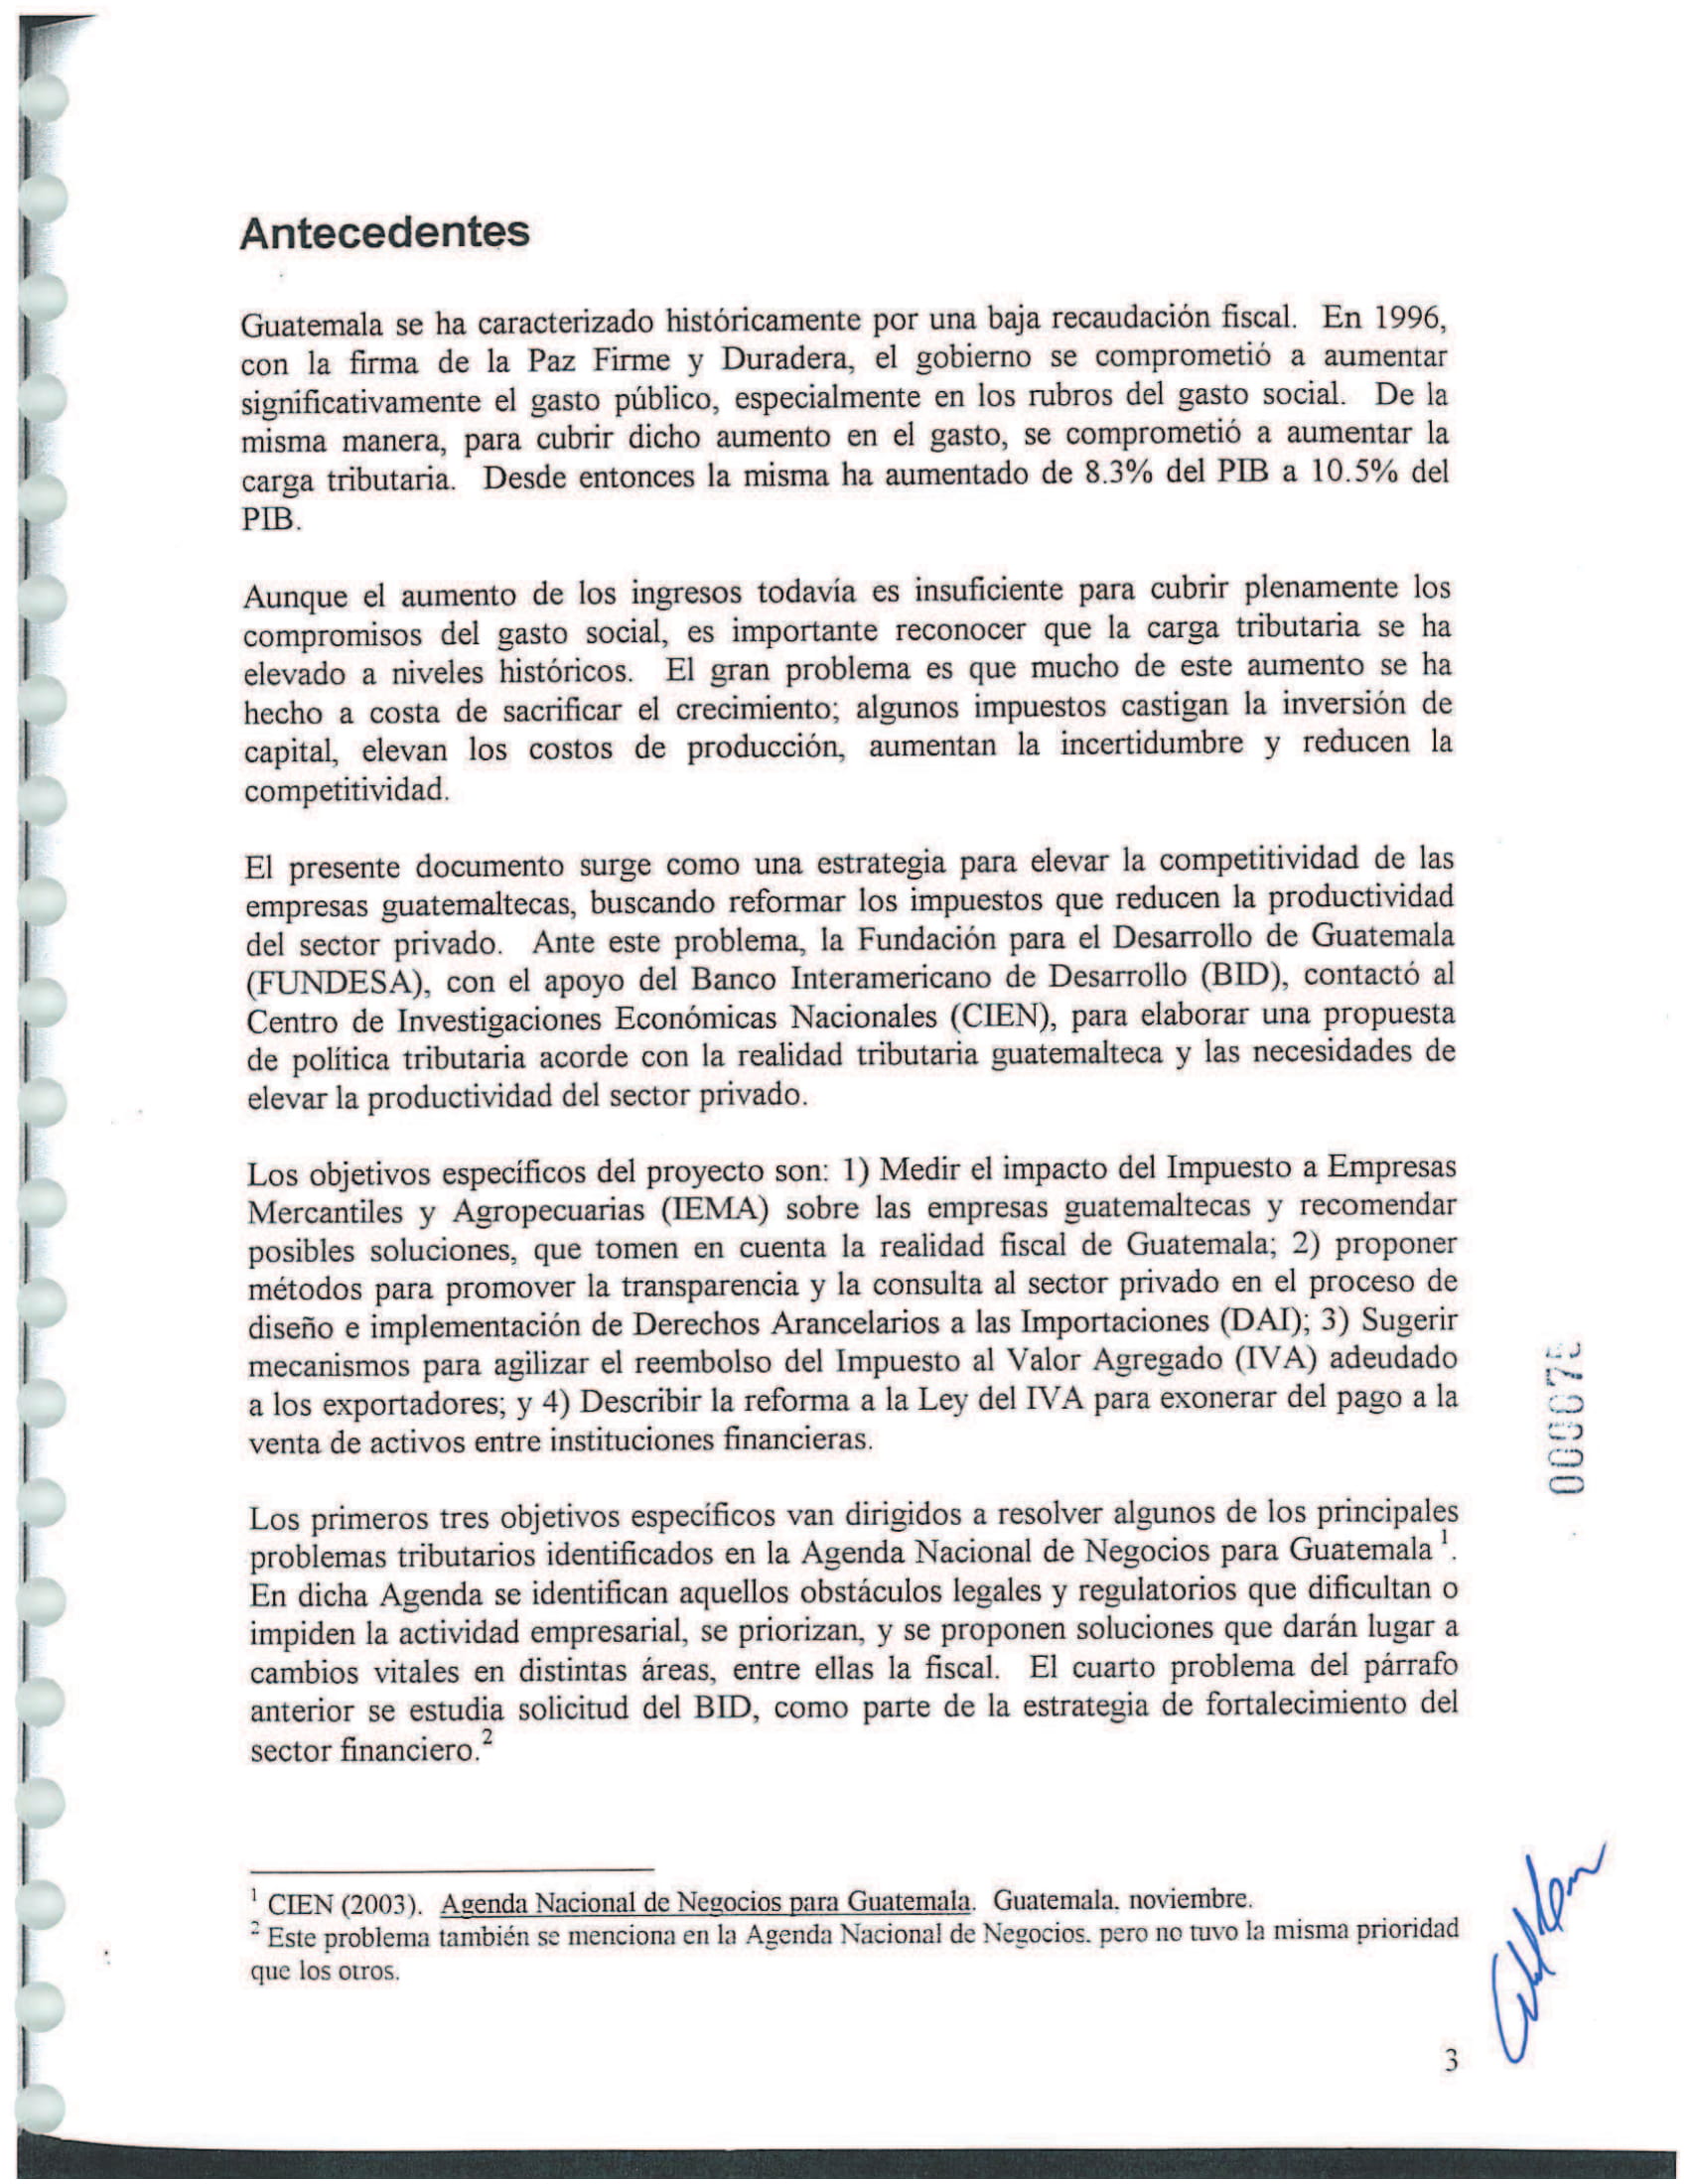 Antecedentes
Guatemala se ha caracterizado históricamente por una baja recaudación fiscal. En 1996,
con la firma de la Paz Firme y Duradera, el gobierno se comprometió a aumentar
significativamente el gasto público, especialmente en los rubros del gasto social. De la
misma manera, para cubrir dicho aumento en el gasto, se comprometió a aumentar la
carga tributaria. Desde entonces la misma ha aumentado de 8.3% del PIB a 10.5% del
PIB.
Aunque el aumento de los ingresos todavía es insuficiente para cubrir plenamente los
compromisos del gasto social, es importante reconocer que la carga tributaria se ha
elevado a niveles históricos. El gran problema es que mucho de este aumento se ha
hecho a costa de sacrificar el crecimiento; algunos impuestos castigan la inversión de
capital, elevan los costos de producción, aumentan la incertidumbre y reducen la
competitividad.
El presente documento surge como una estrategia para elevar la competitividad de las
empresas guatemaltecas, buscando reformar los impuestos que reducen la productividad
del sector privado. Ante este problema, la Fundación para el Desarrollo de Guatemala
(FUNDESA), con el apoyo del Banco Interamericano de Desarrollo (BID), contactó al
Centro de Investigaciones Económicas Nacionales (CIEN), para elaborar una propuesta
de política tributaria acorde con la realidad tributaria guatemalteca y las necesidades de
elevar la productividad del sector privado.
Los objetivos específicos del proyecto son: 1) Medir el impacto del Impuesto a Empresas
Mercantiles y Agropecuarias (IEMA) sobre las empresas guatemaltecas y recomendar
posibles soluciones, que tomen en cuenta la realidad fiscal de Guatemala; 2) proponer
métodos para promover la transparencia y la consulta al sector privado en el proceso de
diseño e implementación de Derechos Arancelarios a las Importaciones (DAI); 3) Sugerir
mecanismos para agilizar el reembolso del Impuesto al Valor Agregado (IVA) adeudado
a los exportadores; y 4) Describir la reforma a la Ley del IVA para exonerar del pago a la
venta de activos entre instituciones financieras.
Los primeros tres objetivos específicos van dirigidos a resolver algunos de los principales
problemas tributarios identificados en la Agenda Nacional de Negocios para Guatemala 1.
En dicha Agenda se identifican aquellos obstáculos legales y regulatorios que dificultan o
impiden la actividad empresarial, se priorizan, y se proponen soluciones que darán lugar a
cambios vitales en distintas áreas, entre ellas la fiscal. El cuarto problema del párrafo
anterior se estudia solicitud del BID, como parte de la estrategia de fortalecimiento del
sector financiero.2
1 CIEN (2003). Agenda Nacional de Negocios para Guatemala. Guatemala, noviembre.
2 Este problema también se menciona en la Agenda Nacional de Negocios, pero no tuvo la misma prioridad
que los otros.
3